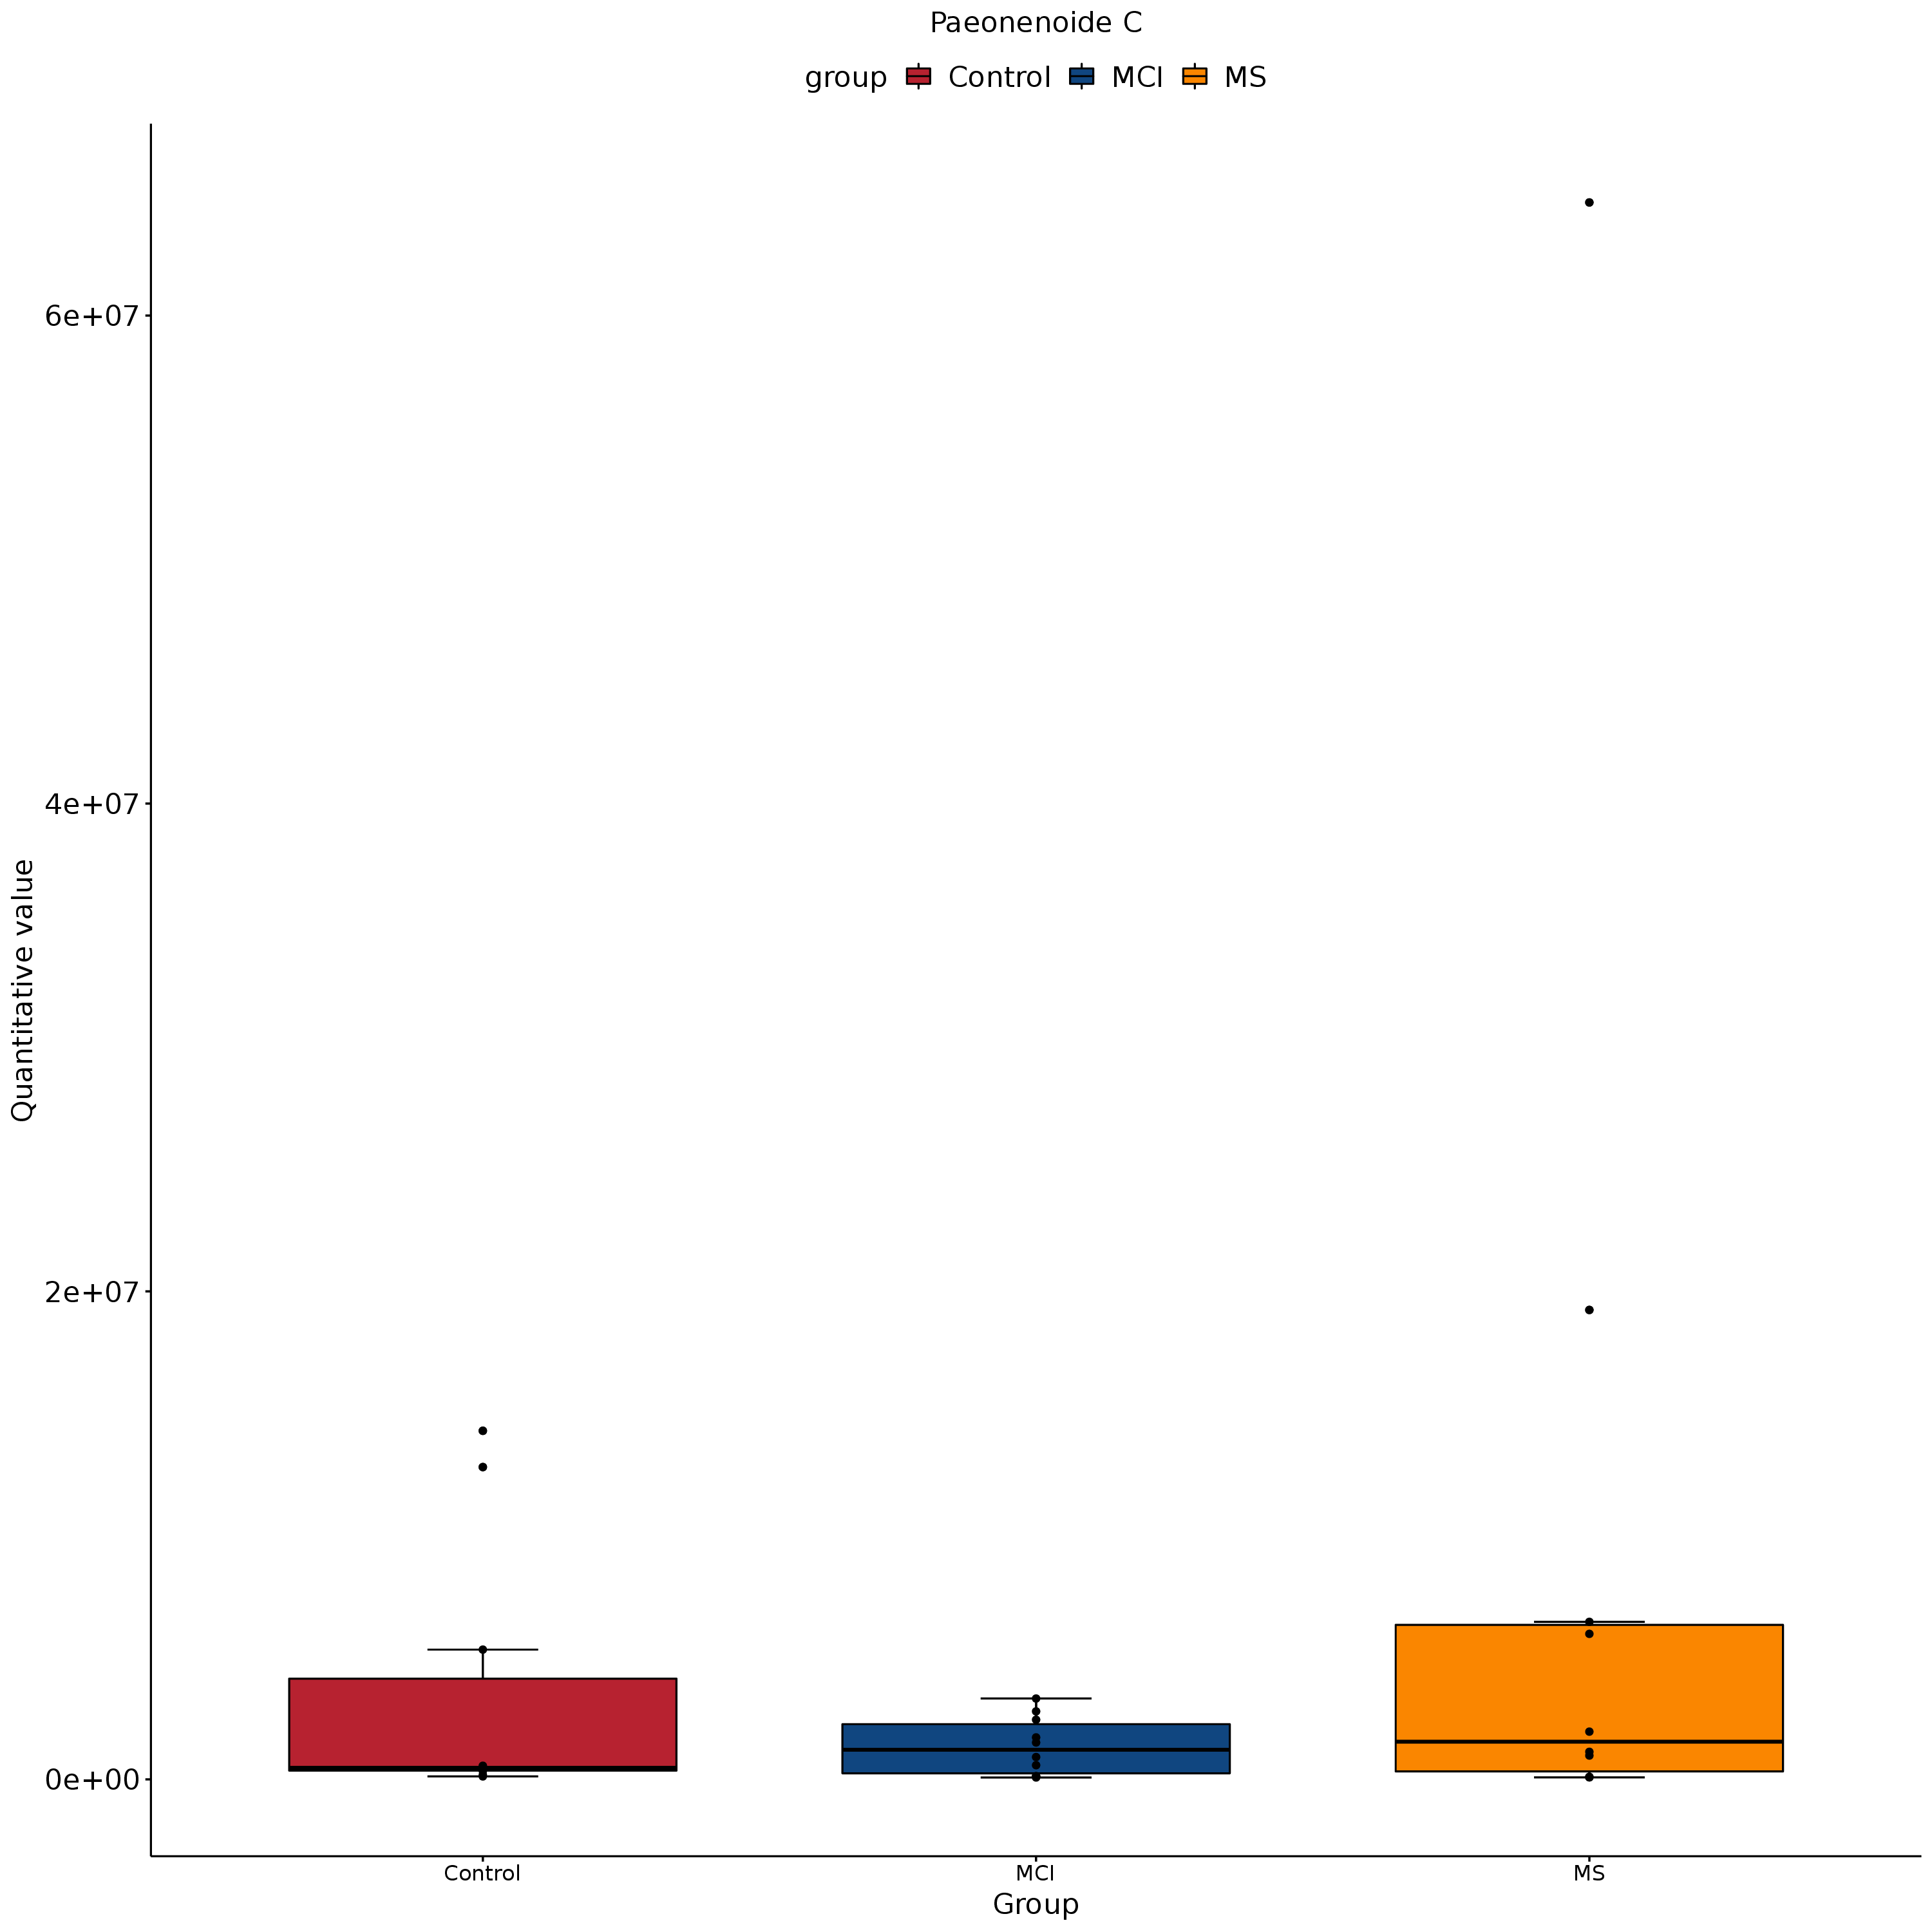 Paeonenoide C
group Control MCI MS
Quantitative value
6e+07
4e+07
2e+07
0e+00
Control MCI MS
Group